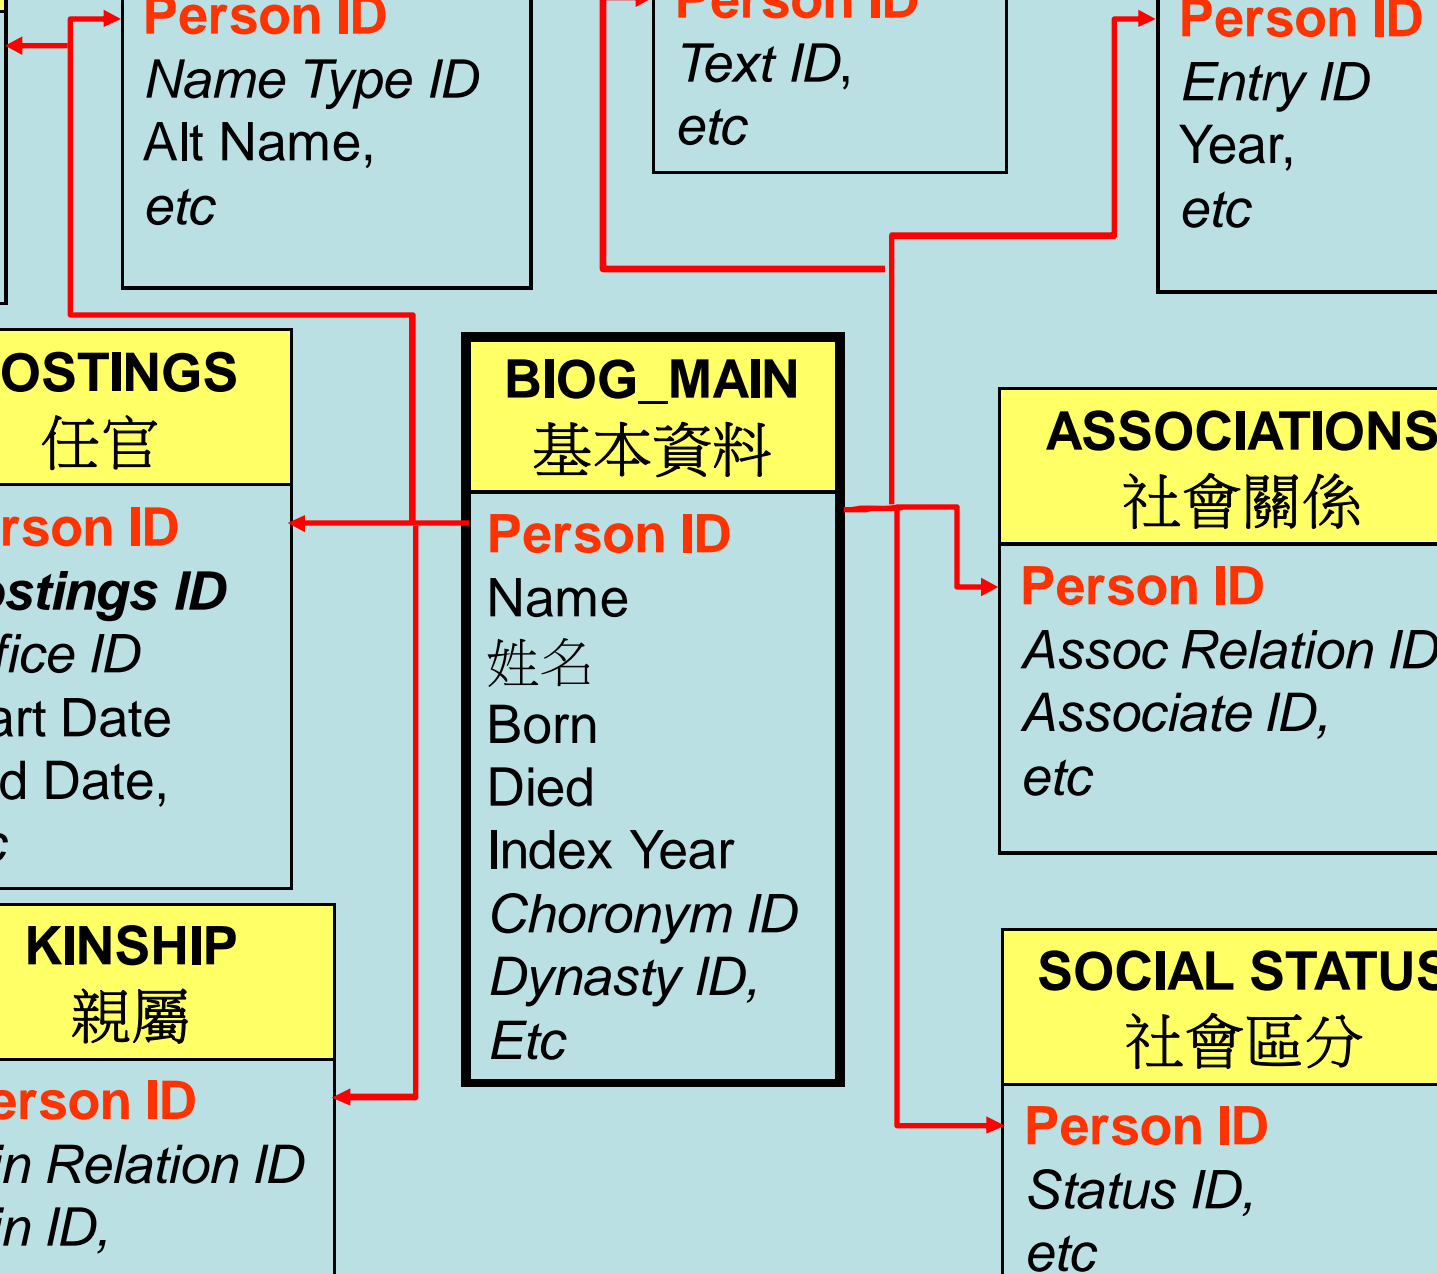 Person ID
Name Type ID
Alt Name,
etc
Person ID
Text ID,
etc
Person ID
Entry ID
Year,
etc
OSTINGS
任官
rson ID
ostings ID
fice ID
art Date
d Date,
BIOG_MAIN
基本資料
Person ID
Name
姓名
Born
Died
Index Year
Choronym ID
Dynasty ID,
Etc
ASSOCIATIONS
社會關係
Person ID
Assoc Relation ID
Associate ID,
etc
KINSHIP
親屬
erson ID
in Relation ID
in ID,
SOCIAL STATUS
社會區分
Person ID
Status ID,
etc